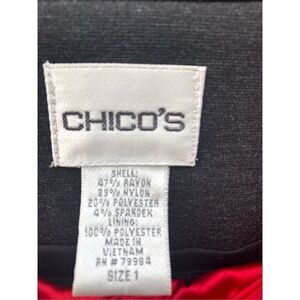 CHICO'S
SHELL:
47% RAYON
29% NYLON
20% POLYESTER
4% SPANDEX
LINING:
100% POLYESTER
MADE IN
VIETNAM
RN # 79984
SIZE 1